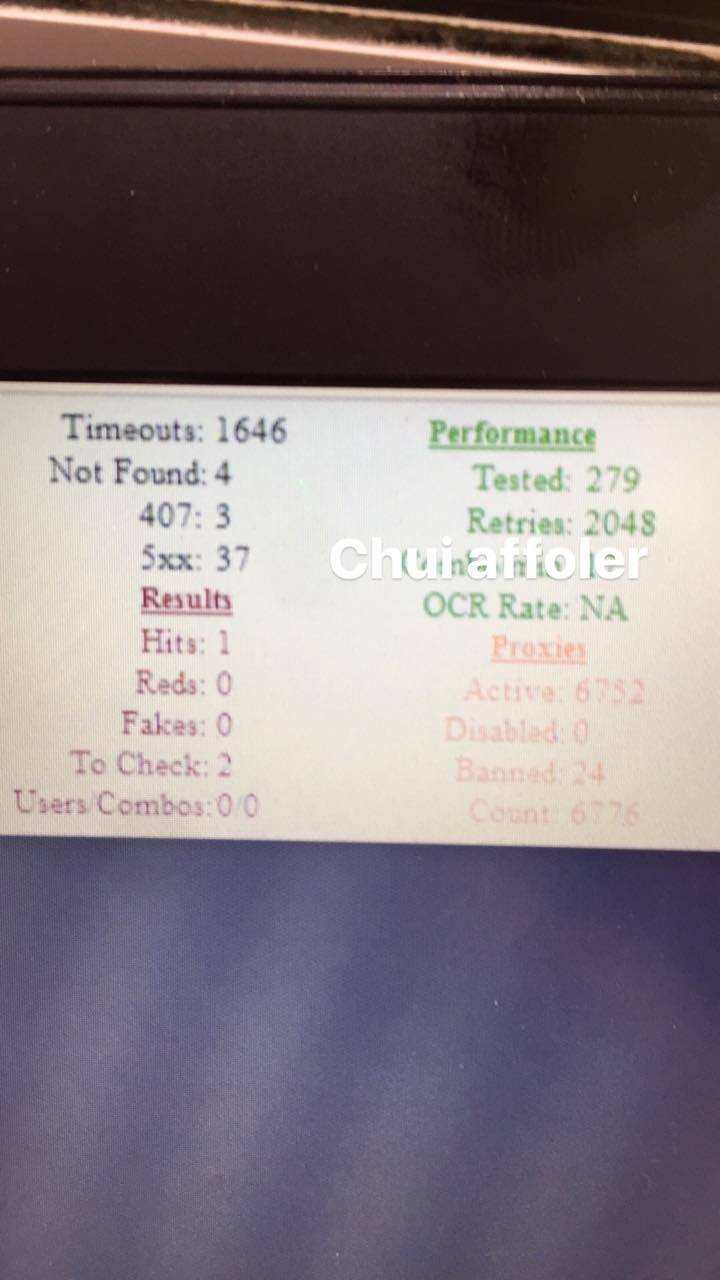 Timeouts: 1646
Not Found: 4
407: 3
5xx: 37
Results
Hits: 1
Reds: 0
Fakes: 0
To Check: 2
Users/Combos:0/0
Performance
Tested: 279
Retries: 2048
Chui affoler
OCR Rate: NA
Proxies
Active: 6752
Disabled: 0
Banned: 24
Count: 6776